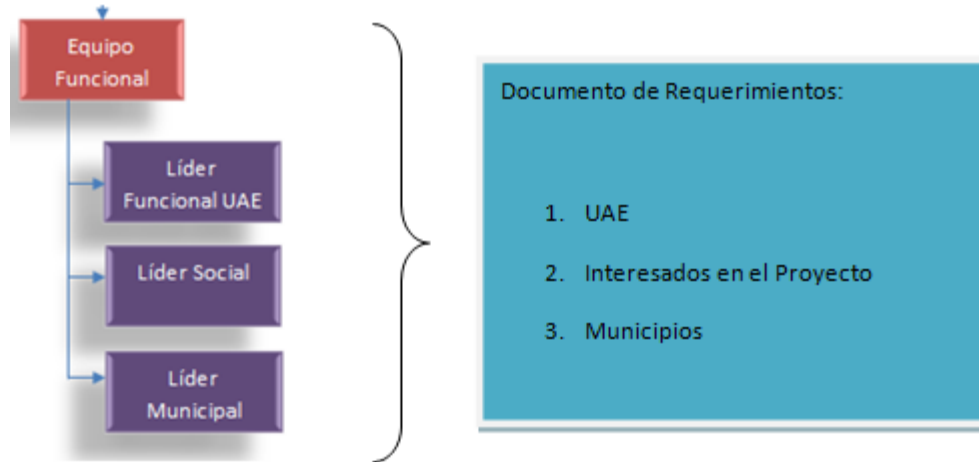 Equipo
Funcional
Líder
Funcional UAE
Líder Social
Líder
Municipal
Documento de Requerimientos:
1. UAE
2. Interesados en el Proyecto
3. Municipios